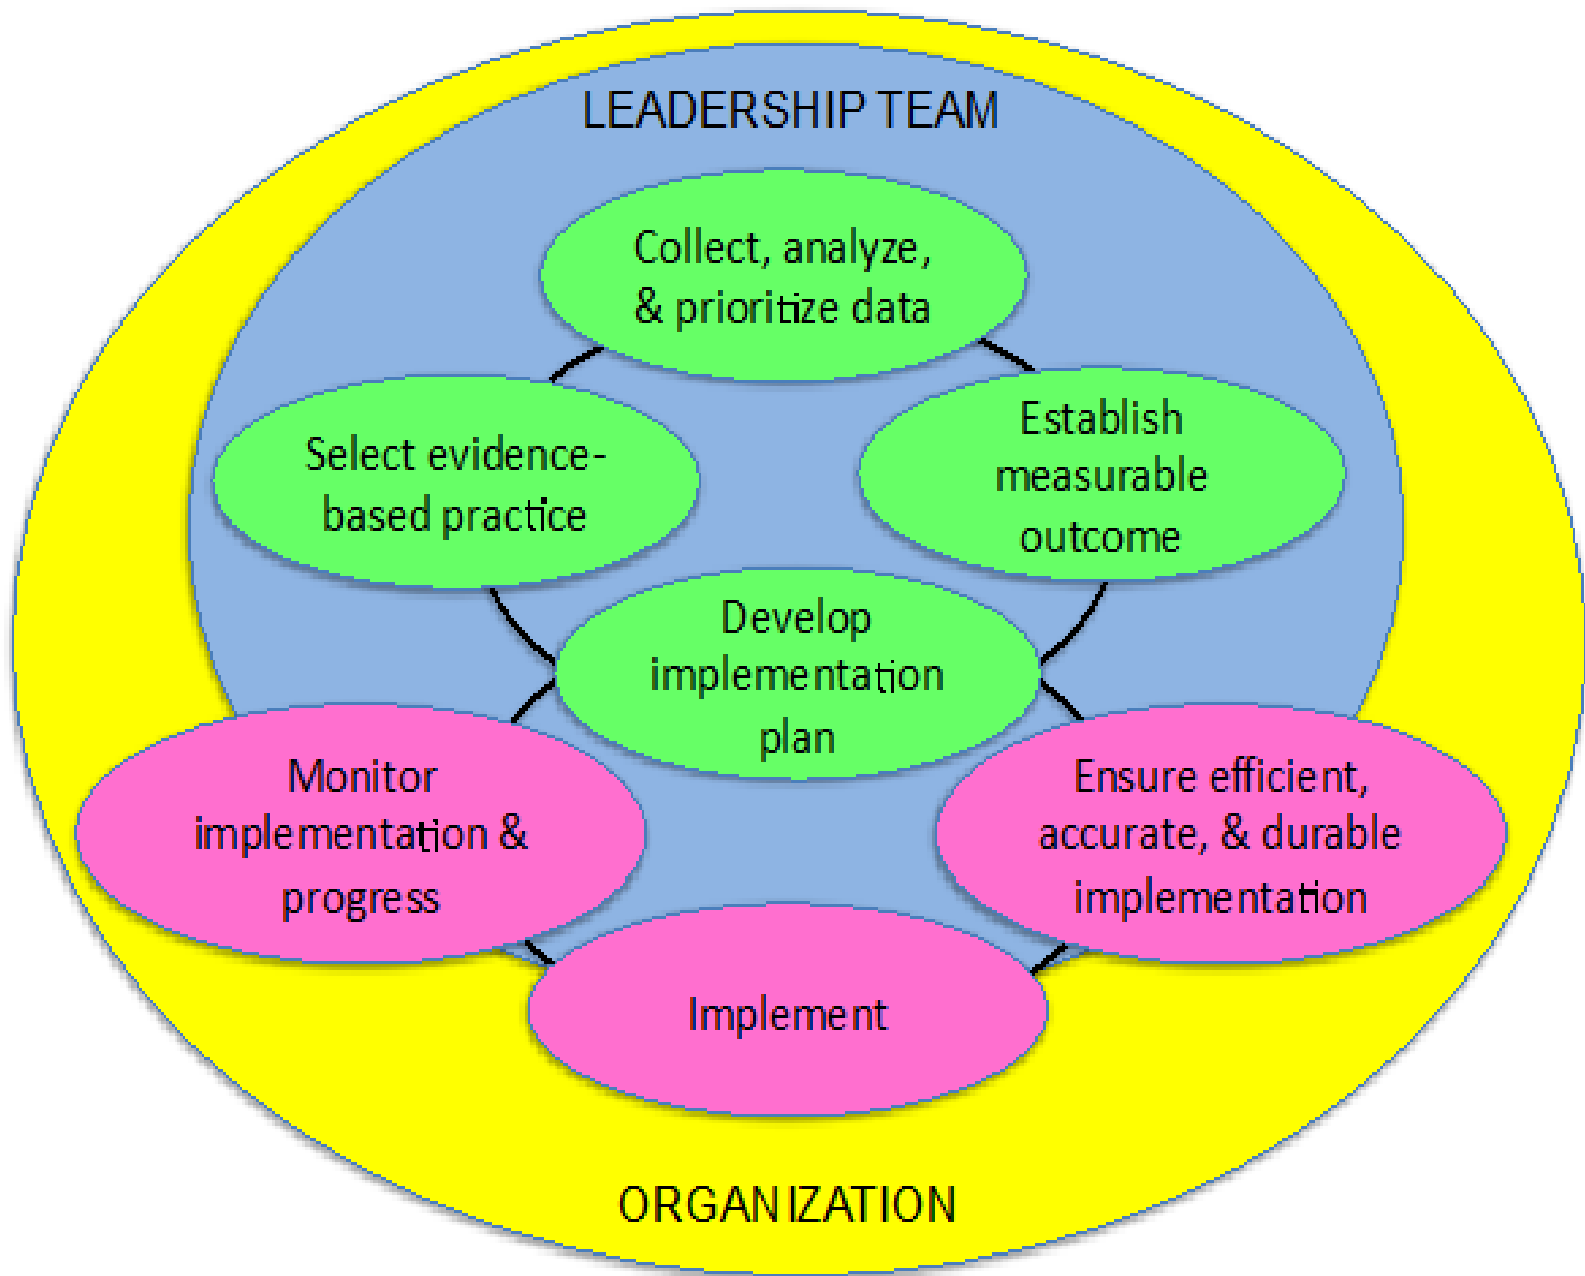 LEADERSHIP TEAM
Collect, analyze,
& prioritize data
Select evidence-
based practice
Establish
measurable
outcome
Develop
implementation
plan
Monitor
implementation &
progress
Ensure efficient,
accurate, & durable
implementation
Implement
ORGANIZATION